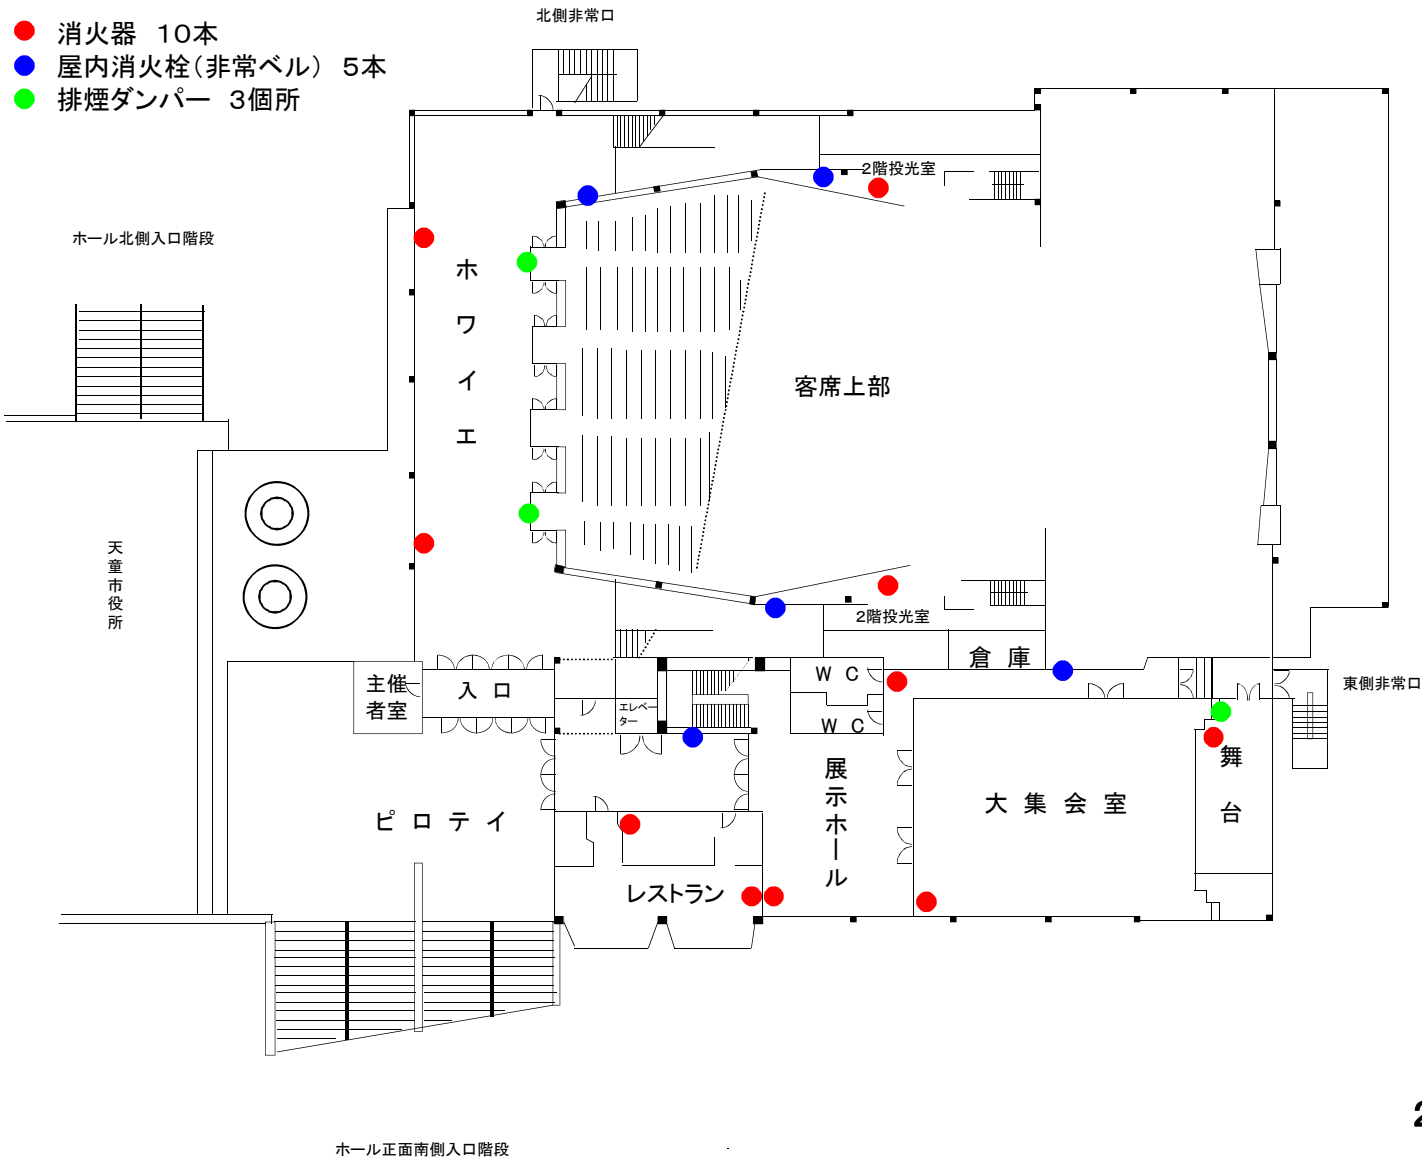 北側非常口
消火器 10本
屋内消火栓(非常ベル) 5本
排煙ダンパー 3個所
2階投光室
ホール北側入口階段
ホワイエ
客席上部
天童市役所
2階投光室
倉庫
主催
者室
入口
エレベー
ター
WC
WC
東側非常口
舞台
展示ホール
大集会室
ピロテイ
レストラン
2
ホール正面南側入口階段